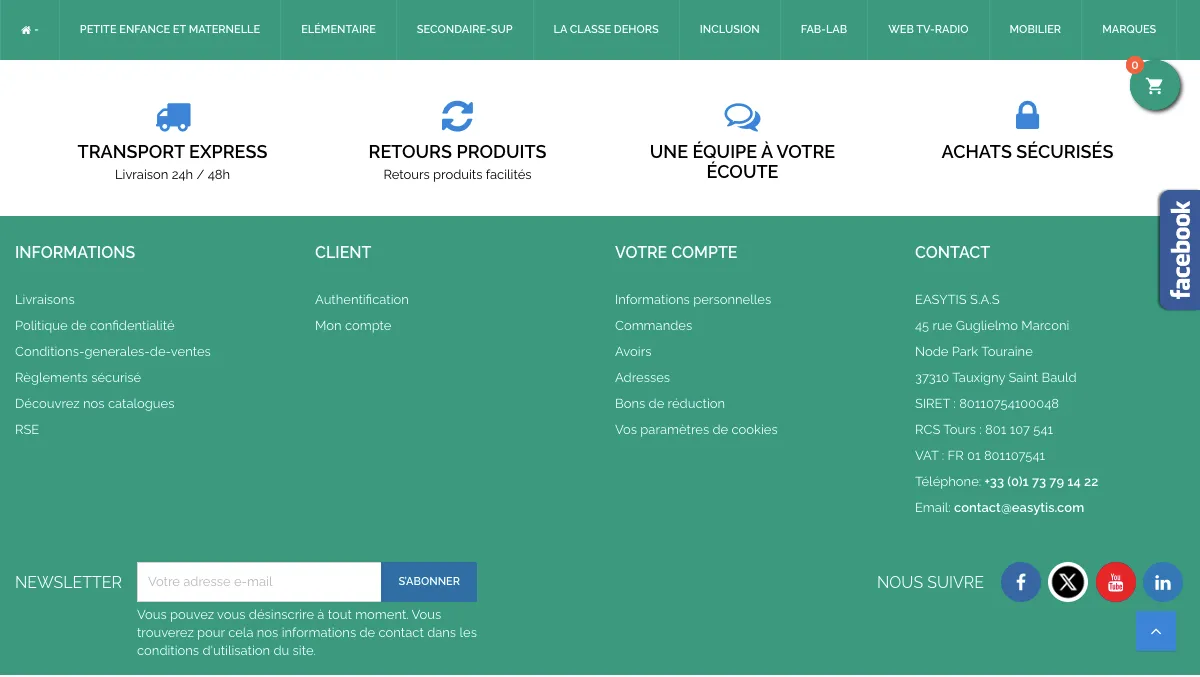 PETITE ENFANCE ET MATERNELLE
ELÉMENTAIRE
SECONDAIRE-SUP
LA CLASSE DEHORS
INCLUSION
FAB-LAB
WEB TV-RADIO
MOBILIER
MARQUES
0
TRANSPORT EXPRESS
Livraison 24h / 48h
RETOURS PRODUITS
Retours produits facilités
UNE ÉQUIPE À VOTRE
ÉCOUTE
ACHATS SÉCURISÉS
facebook
INFORMATIONS
Livraisons
Politique de confidentialité
Conditions-generales-de-ventes
Règlements sécurisé
Découvrez nos catalogues
RSE
CLIENT
Authentification
Mon compte
VOTRE COMPTE
Informations personnelles
Commandes
Avoirs
Adresses
Bons de réduction
Vos paramètres de cookies
CONTACT
EASYTIS S.A.S
45 rue Guglielmo Marconi
Node Park Touraine
37310 Tauxigny Saint Bauld
SIRET : 80110754100048
RCS Tours : 801 107 541
VAT : FR 01 801107541
Téléphone: +33 (0)1 73 79 14 22
Email: contact@easytis.com
NEWSLETTER
Votre adresse e-mail
S'ABONNER
Vous pouvez vous désinscrire à tout moment. Vous
trouverez pour cela nos informations de contact dans les
conditions d'utilisation du site.
NOUS SUIVRE
f
X
You Tube
in